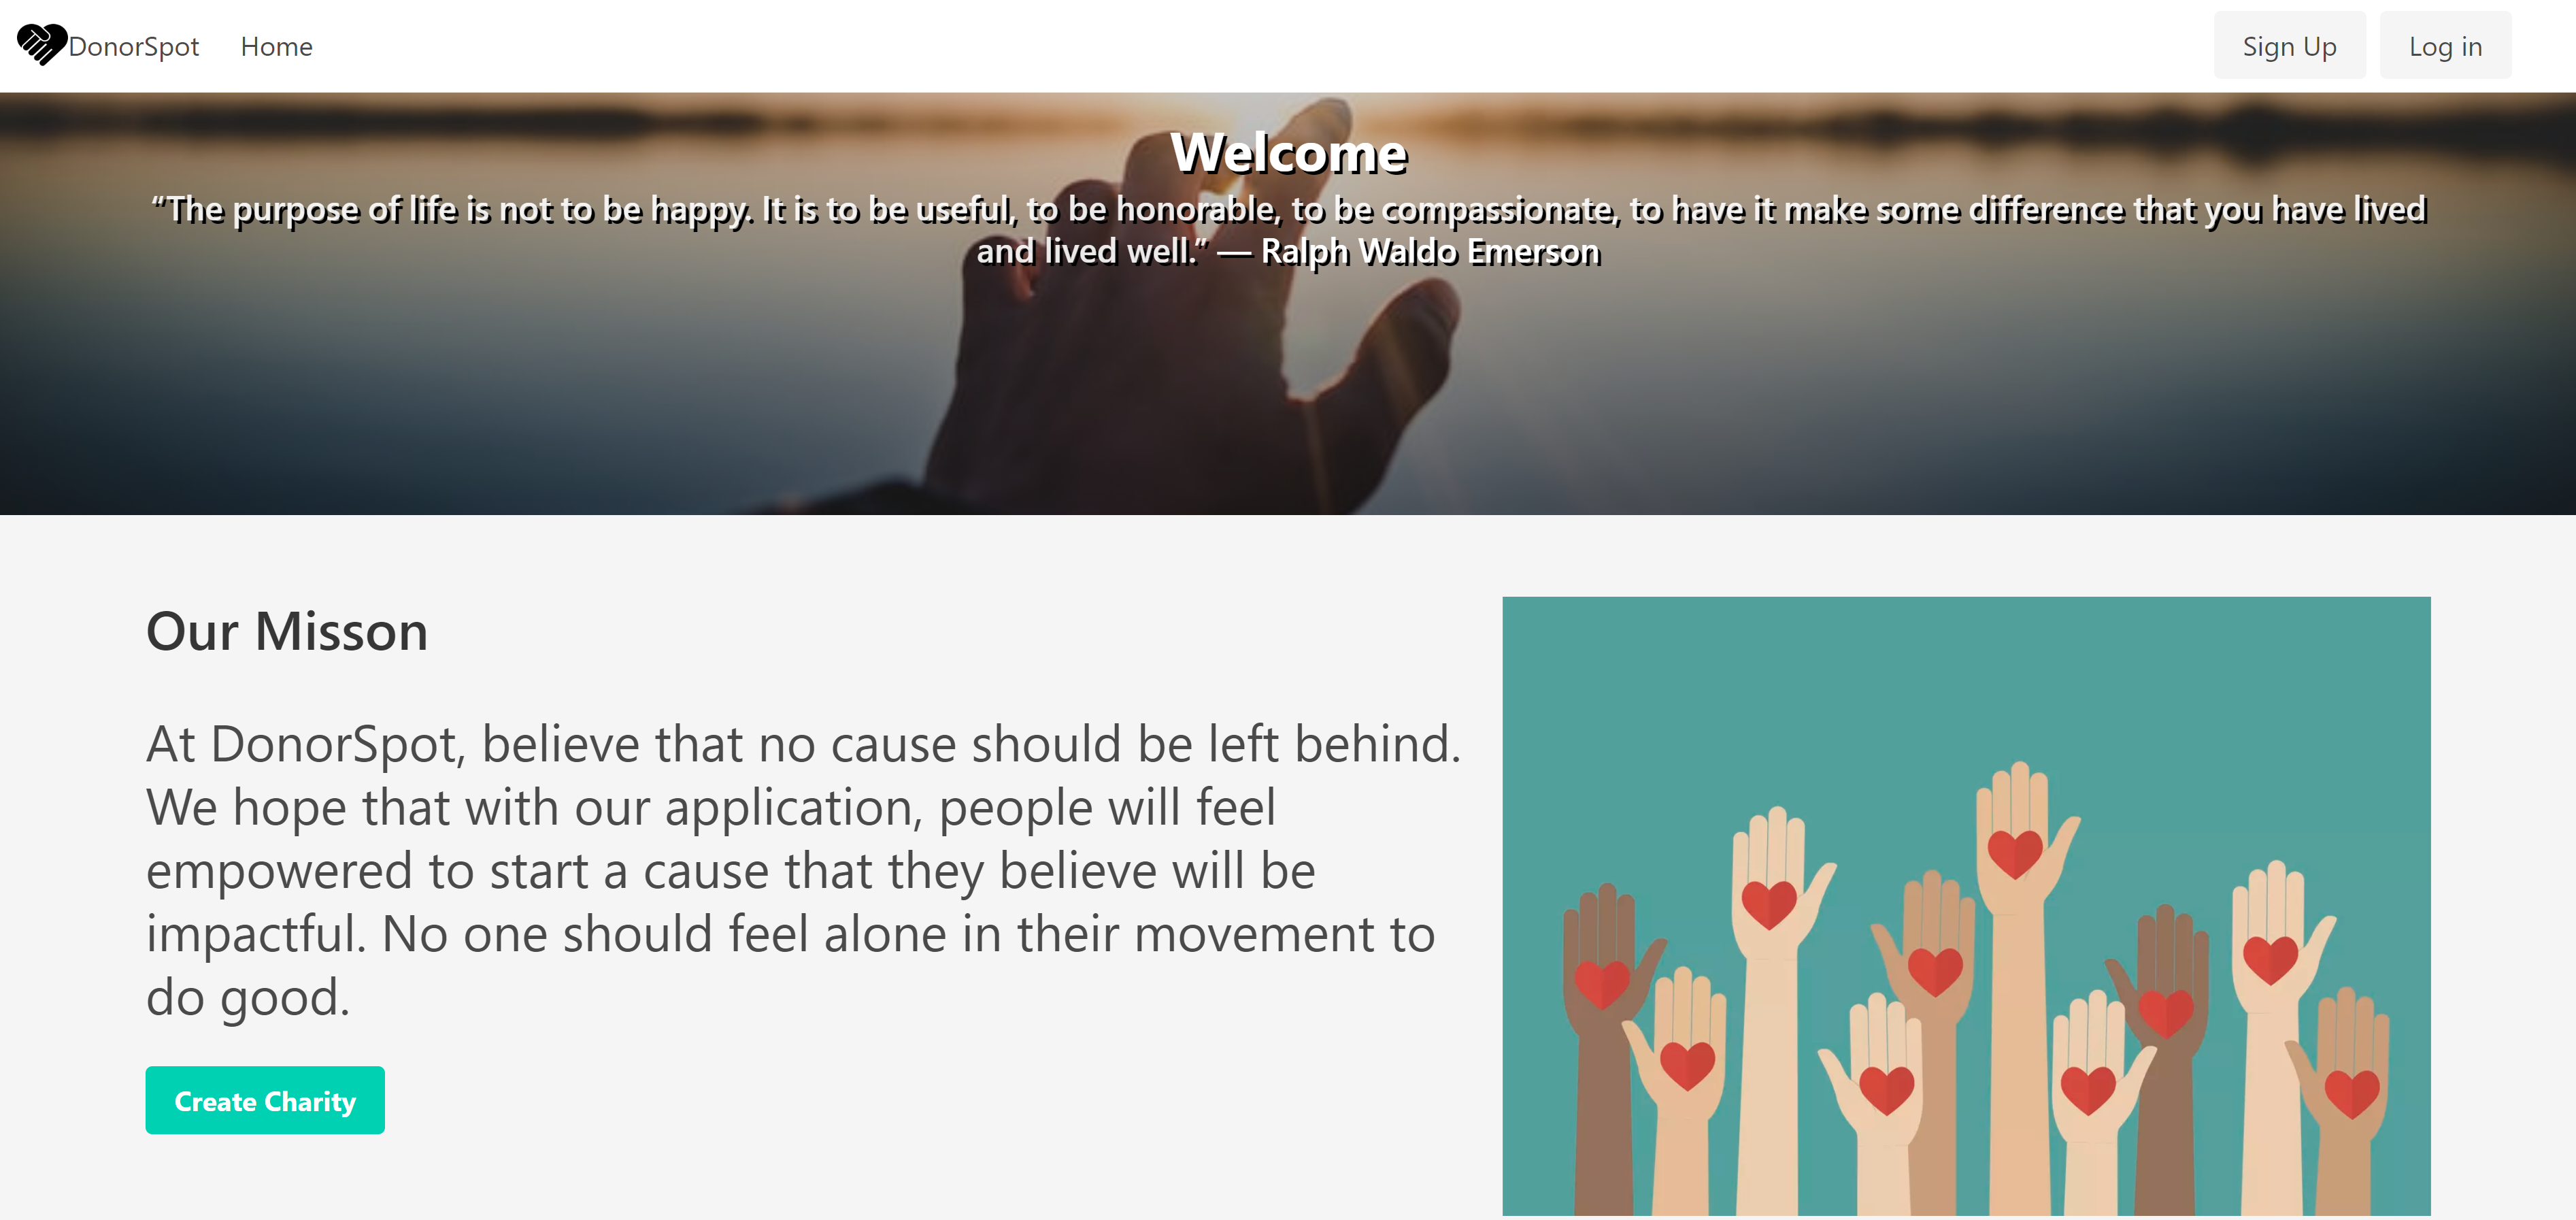 DonorSpot Home Sign Up Log in
Welcome
“The purpose of life is not to be happy. It is to be useful, to be honorable, to be compassionate, to have it make some difference that you have lived
and lived well.” — Ralph Waldo Emerson
Our Misson
At DonorSpot, believe that no cause should be left behind.
We hope that with our application, people will feel
empowered to start a cause that they believe will be
impactful. No one should feel alone in their movement to
do good.
Create Charity